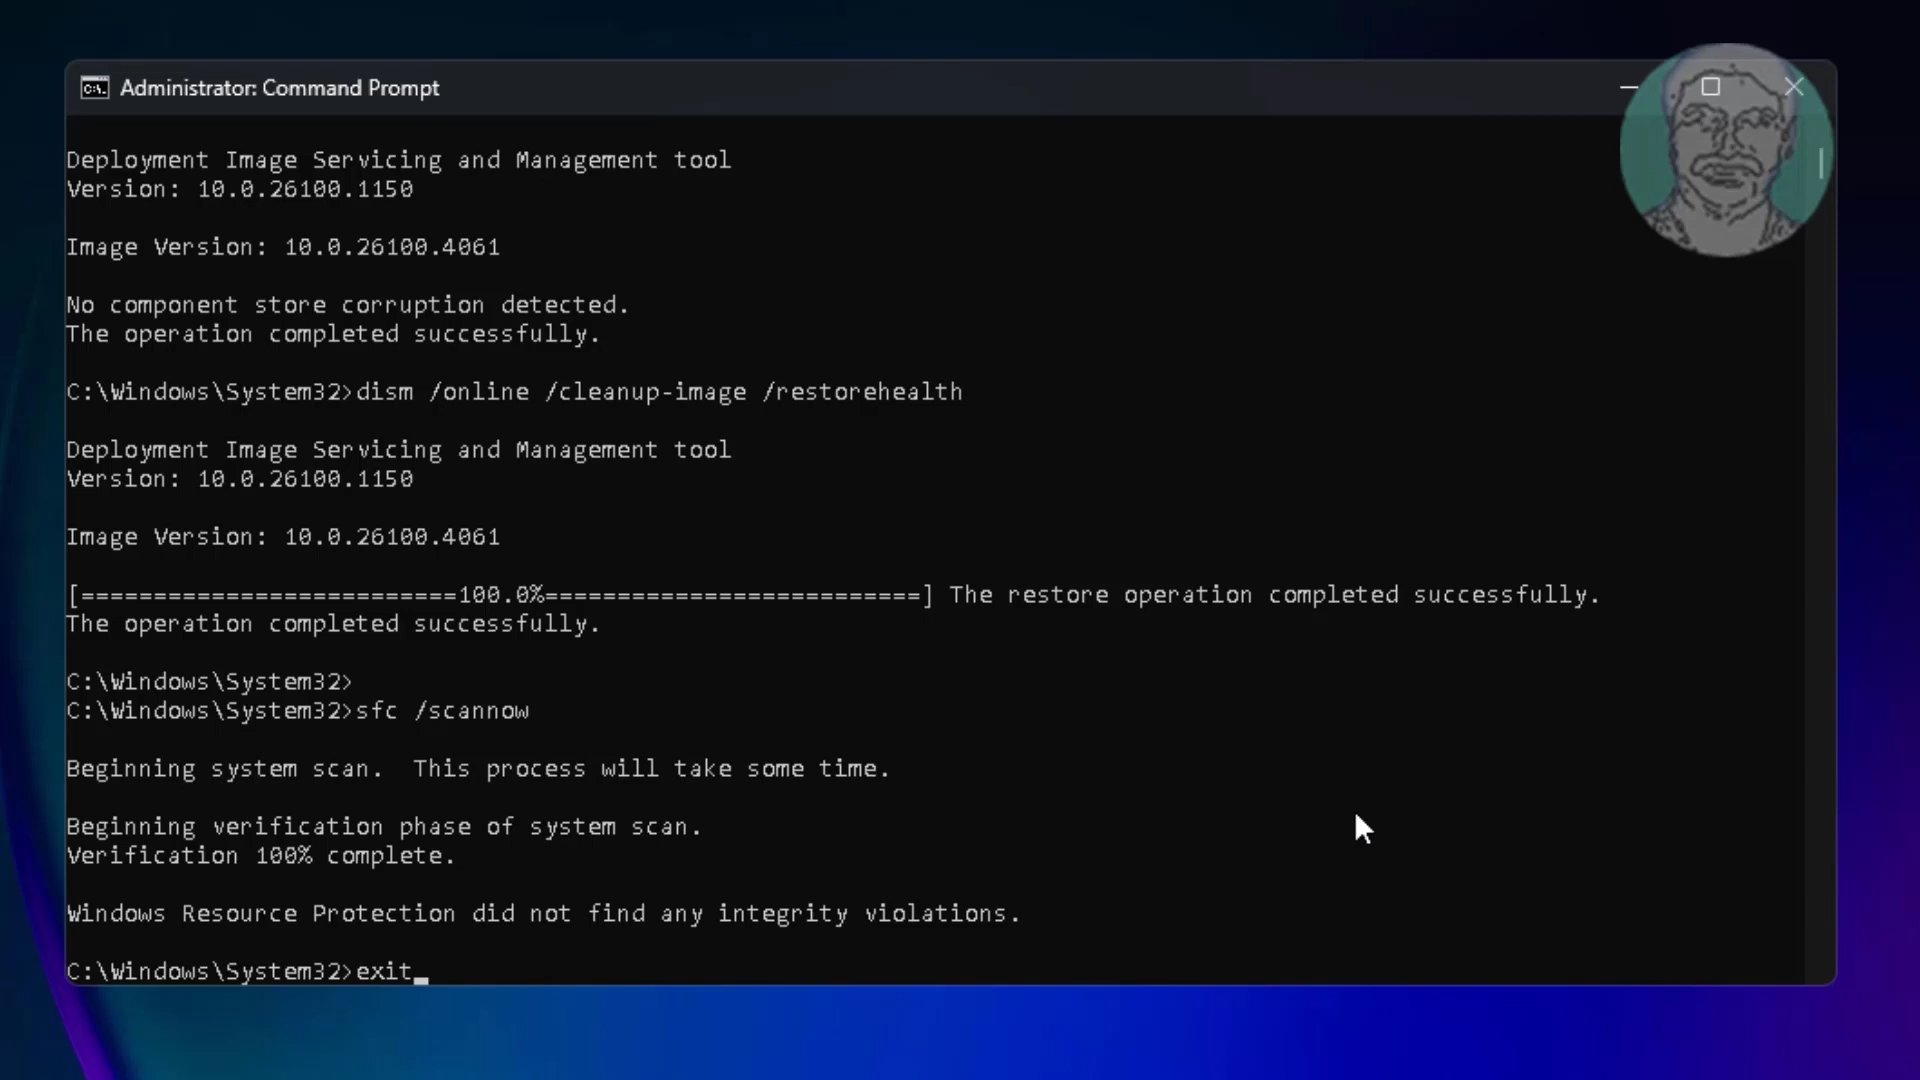 Administrator: Command Prompt
Deployment Image Servicing and Management tool
Version: 10.0.26100.1150
Image Version: 10.0.26100.4061
No component store corruption detected.
The operation completed successfully.
C:\Windows\System32>dism /online /cleanup-image /restorehealth
Deployment Image Servicing and Management tool
Version: 10.0.26100.1150
Image Version: 10.0.26100.4061
[==========================100.0%==========================] The restore operation completed successfully.
The operation completed successfully.
C:\Windows\System32>
C:\Windows\System32>sfc /scannow
Beginning system scan.  This process will take some time.
Beginning verification phase of system scan.
Verification 100% complete.
Windows Resource Protection did not find any integrity violations.
C:\Windows\System32>exit